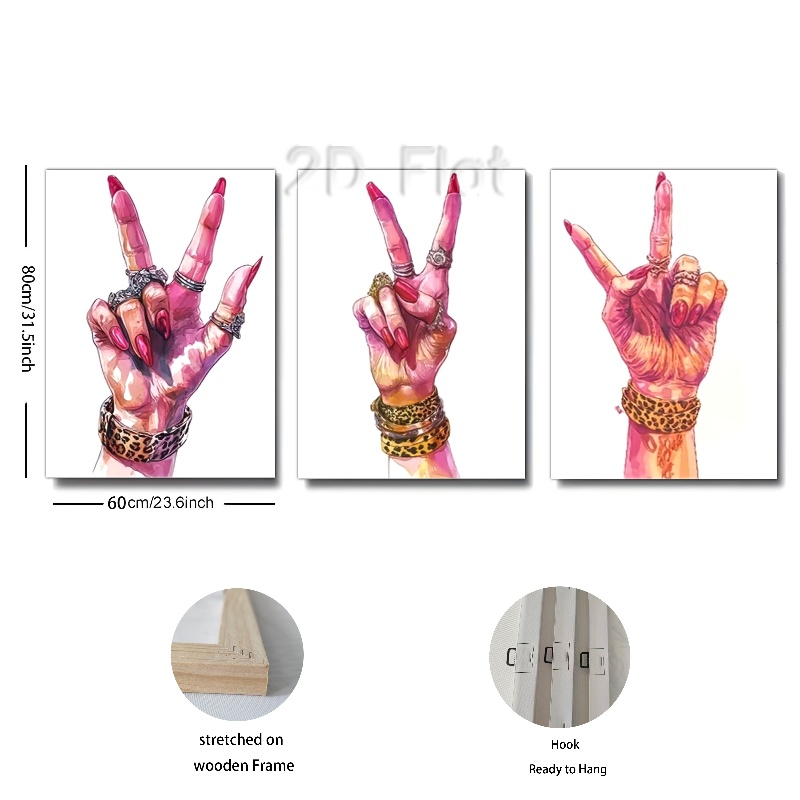 2D Flat
80cm/31.5inch
60cm/23.6inch
stretched on
wooden Frame
Hook
Ready to Hang